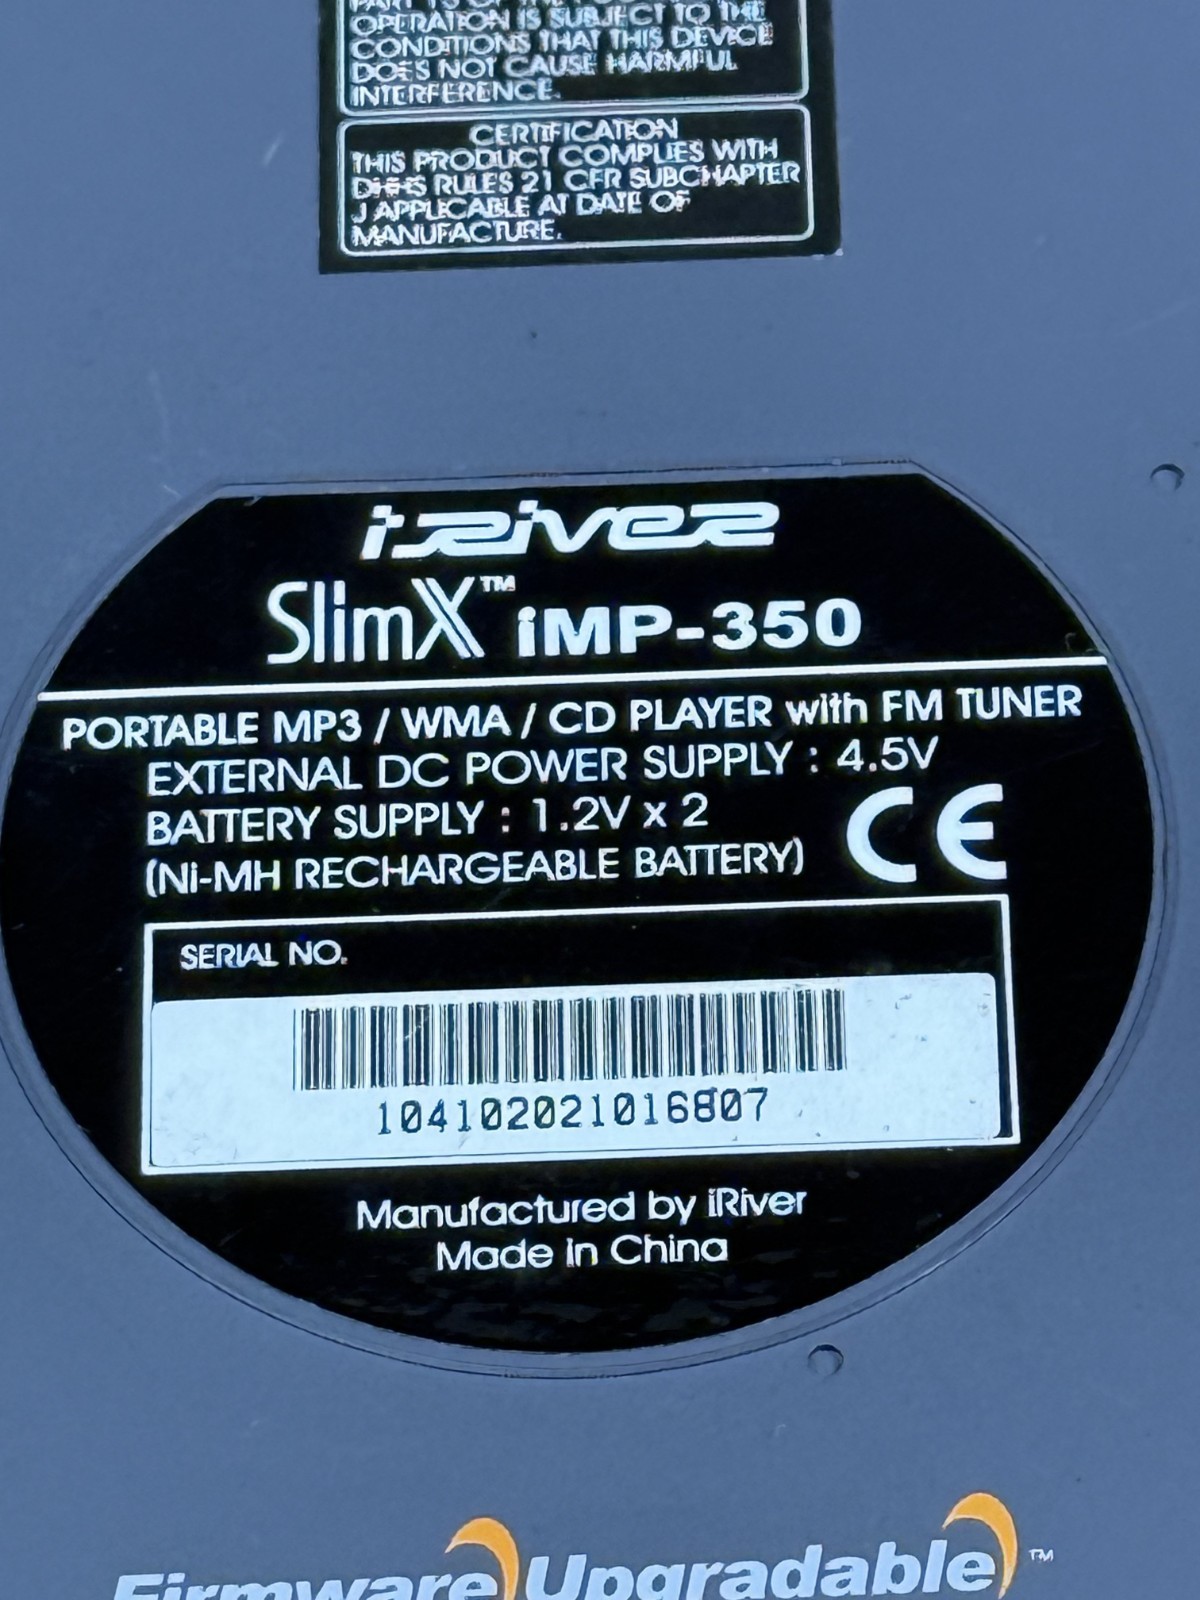 OPERATION IS SUBJECT TO THE
CONDITIONS THAT THIS DEVICE
DOES NOT CAUSE HARMFUL
INTERFERENCE.
CERTIFICATION
THIS PRODUCT COMPLIES WITH
DHHS RULES 21 CFR SUBCHAPTER
J APPLICABLE AT DATE OF
MANUFACTURE.
iRiver
SlimX™ iMP-350
PORTABLE MP3 / WMA / CD PLAYER with FM TUNER
EXTERNAL DC POWER SUPPLY : 4.5V
BATTERY SUPPLY : 1.2V x 2
(Ni-MH RECHARGEABLE BATTERY)
CE
SERIAL NO.
104102021016807
Manufactured by iRiver
Made in China
Firmware Upgradable™